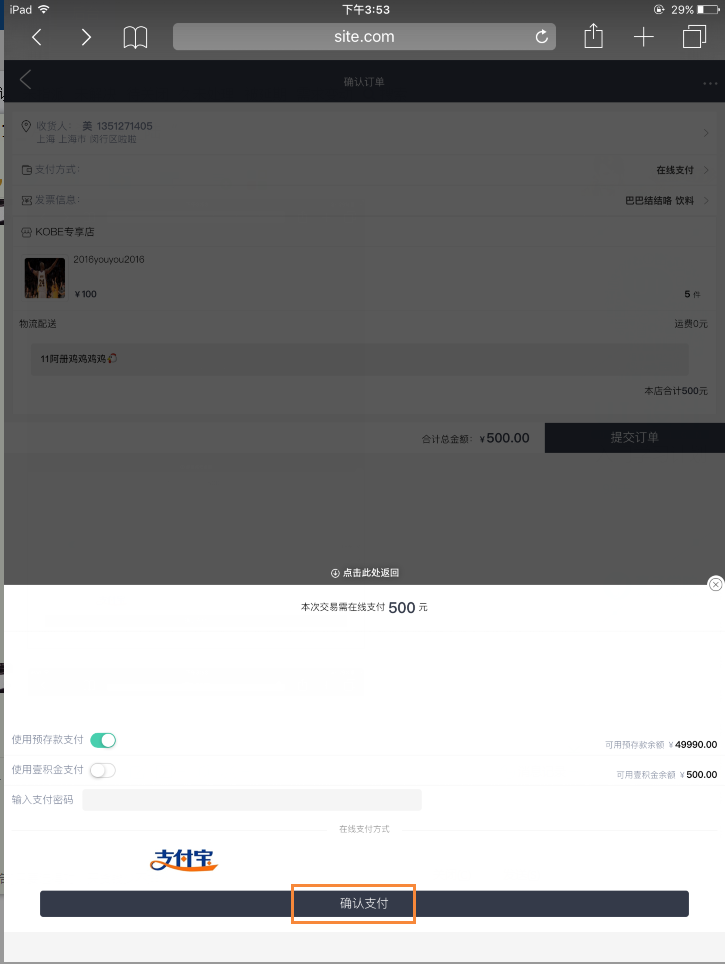 iPad 下午3:53 29%
site.com
确认订单
收货人: 美 1351271405
上海 上海市 闵行区啦啦
支付方式: 在线支付
发票信息: 巴巴结结咯 饮料
KOBE专享店
2016youyou2016
¥100 5 件
物流配送 运费0元
11阿册鸡鸡鸡鸡
本店合计500元
合计总金额: ¥500.00 提交订单
点击此处返回
本次交易需在线支付 500 元
使用预存款支付 可用预存款余额 ¥49990.00
使用壹积金支付 可用壹积金余额 ¥500.00
输入支付密码
在线支付方式
支付宝
确认支付